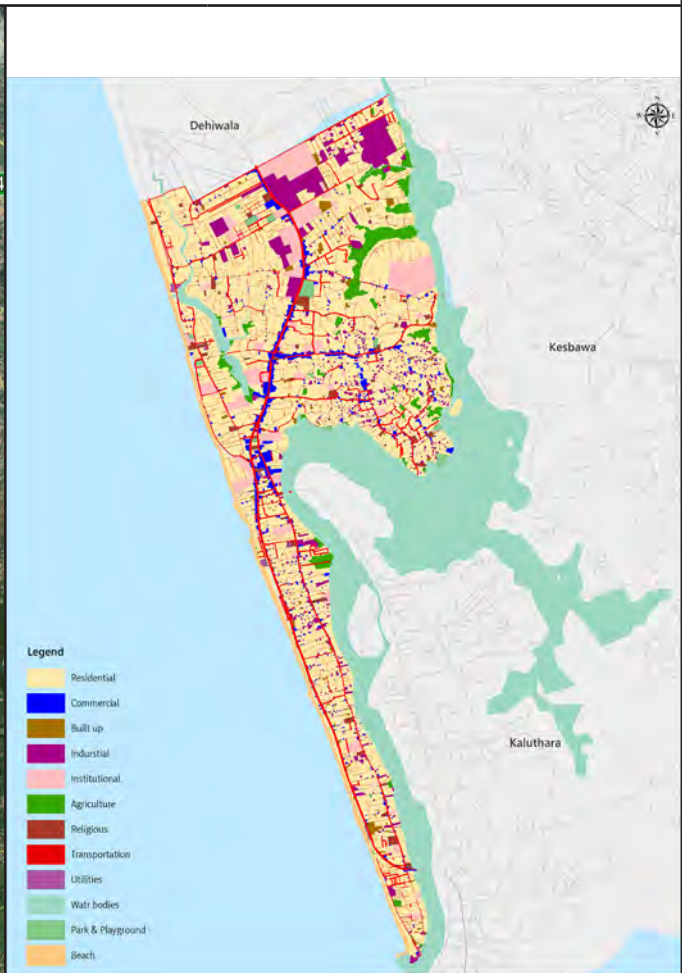 Dehiwala
N
W
E
S
4
Kesbawa
Kaluthara
Legend
Residential
Commercial
Built up
Indurstial
Institutional
Agriculture
Religious
Transportation
Utilities
Watr bodies
Park & Playground
Beach